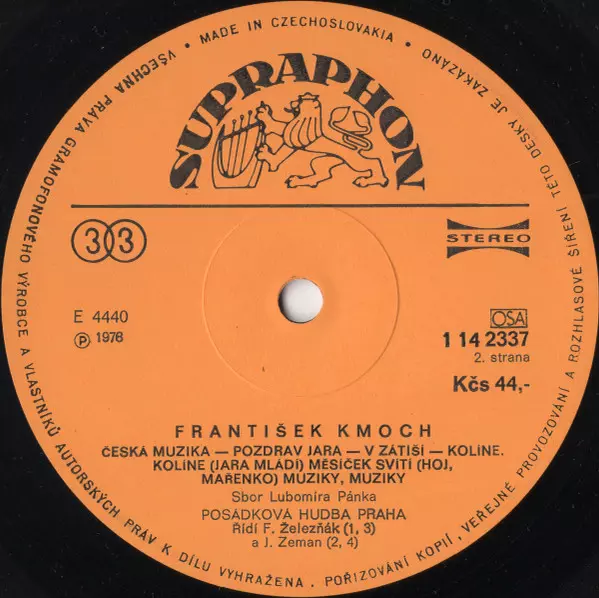 VŠECHNA PRÁVA GRAMOFONOVÉHO VÝROBCE A VLASTNÍKŮ AUTORSKÝCH PRÁV K DÍLU VYHRAŽENA . POŘIZOVÁNÍ KOPIÍ , VEŘEJNÉ PROVOZOVÁNÍ A ROZHLASOVÉ ŠÍŘENÍ TÉTO DESKY JE ZAKÁZÁNO
• MADE IN CZECHOSLOVAKIA •
SUPRAPHON
33
STEREO
E 4440
Ⓟ 1978
OSA
1 14 2337
2. strana
Kčs 44,-
FRANTIŠEK KMOCH
ČESKÁ MUZIKA — POZDRAV JARA — V ZÁTIŠÍ — KOLÍNE.
KOLÍNE (JARA MLÁDÍ) MĚSÍČEK SVÍTÍ (HOJ,
MAŘENKO) MUZIKY, MUZIKY
Sbor Lubomíra Pánka
POSÁDKOVÁ HUDBA PRAHA
Řídí F. Železňák (1, 3)
a J. Zeman (2, 4)